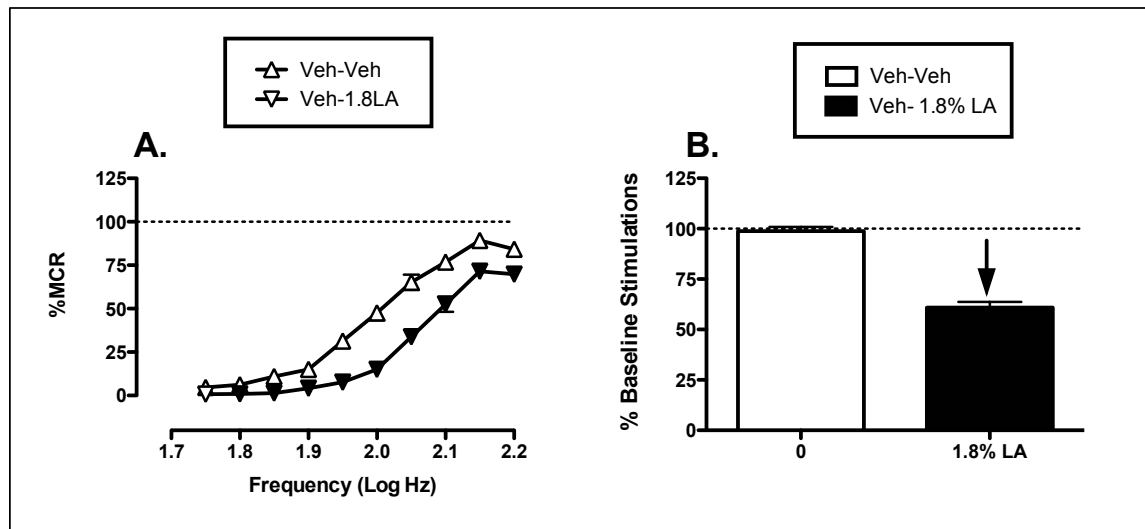 Veh-Veh
Veh-1.8LA
A.
125
100
75
50
25
0
%MCR
1.7 1.8 1.9 2.0 2.1 2.2
Frequency (Log Hz)
Veh-Veh
Veh- 1.8% LA
B.
125
100
75
50
25
0
% Baseline Stimulations
0 1.8% LA